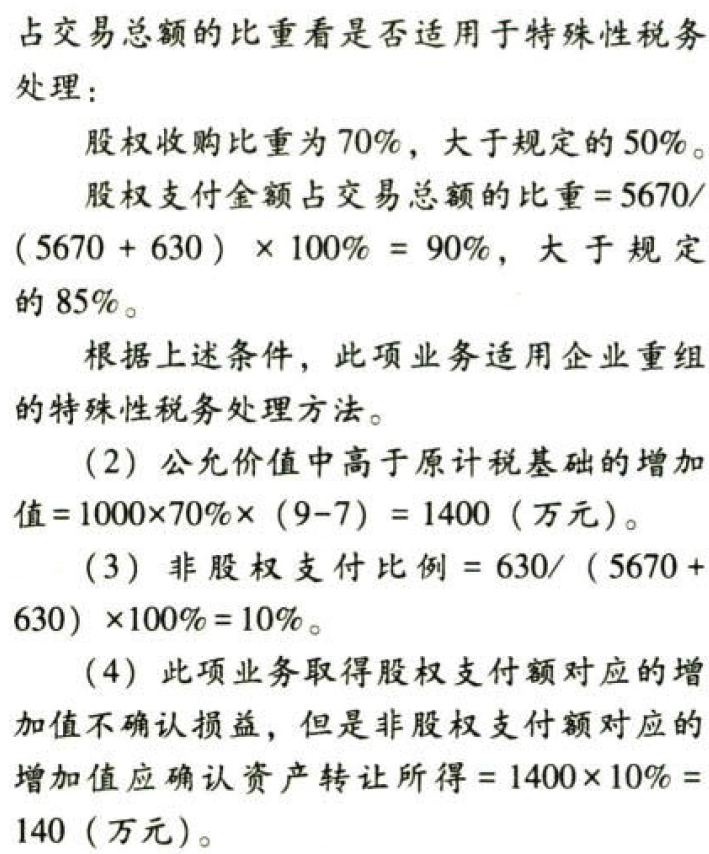 占交易总额的比重看是否适用于特殊性税务
处理：
股权收购比重为70%，大于规定的50%。
股权支付金额占交易总额的比重=5670/
（5670 + 630）× 100% = 90%，大于规定
的85%。
根据上述条件，此项业务适用企业重组
的特殊性税务处理方法。
（2）公允价值中高于原计税基础的增加
值=1000×70%×（9-7）= 1400（万元）。
（3）非股权支付比例 = 630/（5670 +
630）×100% = 10%。
（4）此项业务取得股权支付额对应的增
加值不确认损益，但是非股权支付额对应的
增加值应确认资产转让所得 = 1400×10% =
140（万元）。